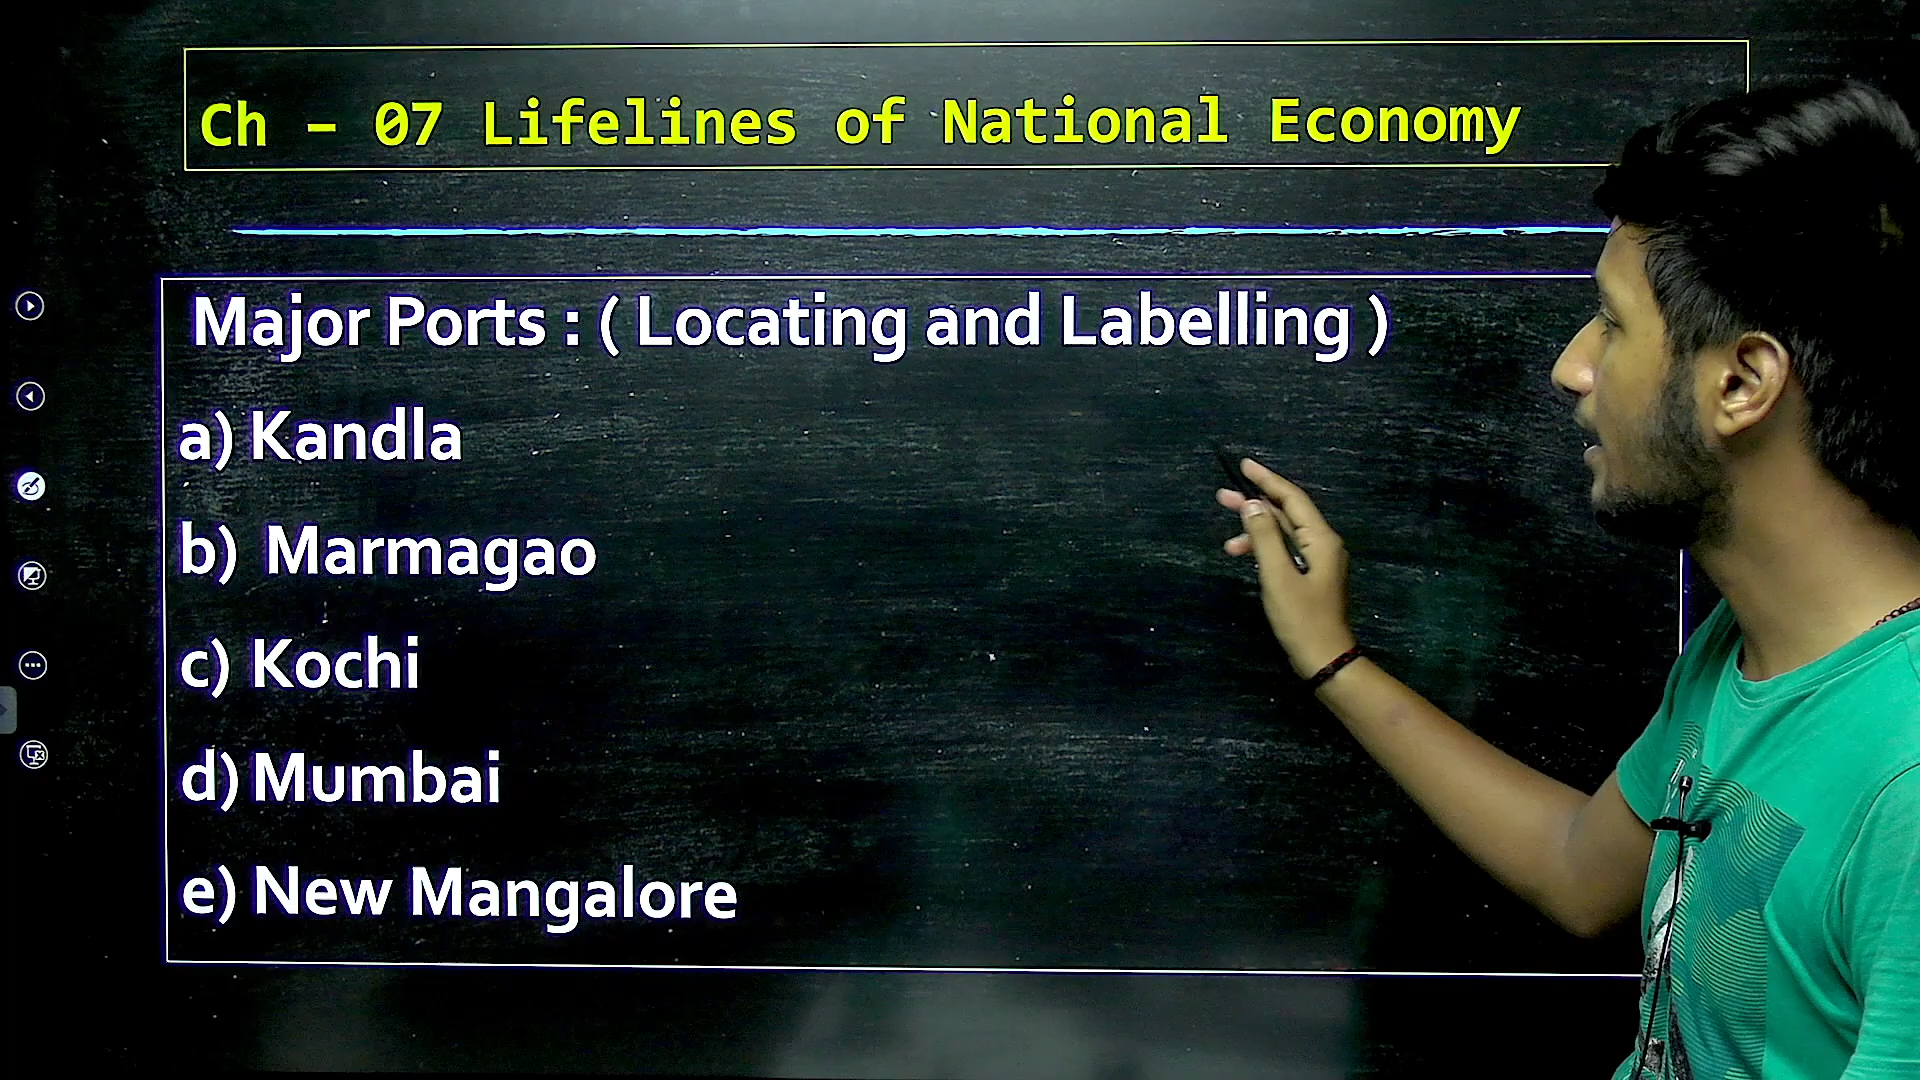 Ch – 07 Lifelines of National Economy
Major Ports : ( Locating and Labelling )
a) Kandla
b) Marmagao
c) Kochi
d) Mumbai
e) New Mangalore